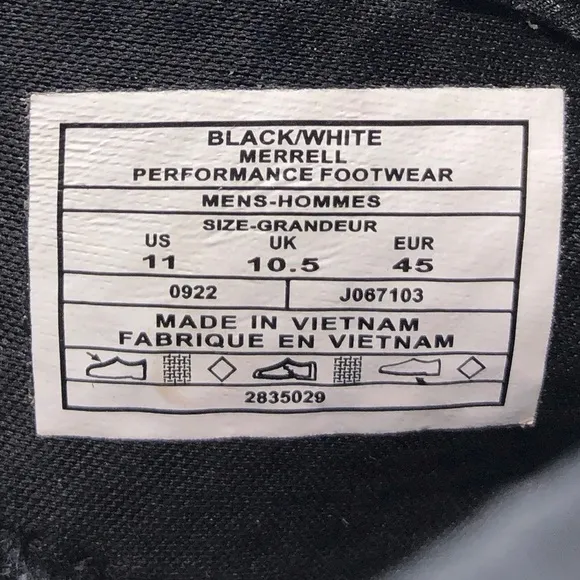 BLACK/WHITE
MERRELL
PERFORMANCE FOOTWEAR
MENS-HOMMES
SIZE-GRANDEUR
US UK EUR
11 10.5 45
0922 J067103
MADE IN VIETNAM
FABRIQUE EN VIETNAM
2835029